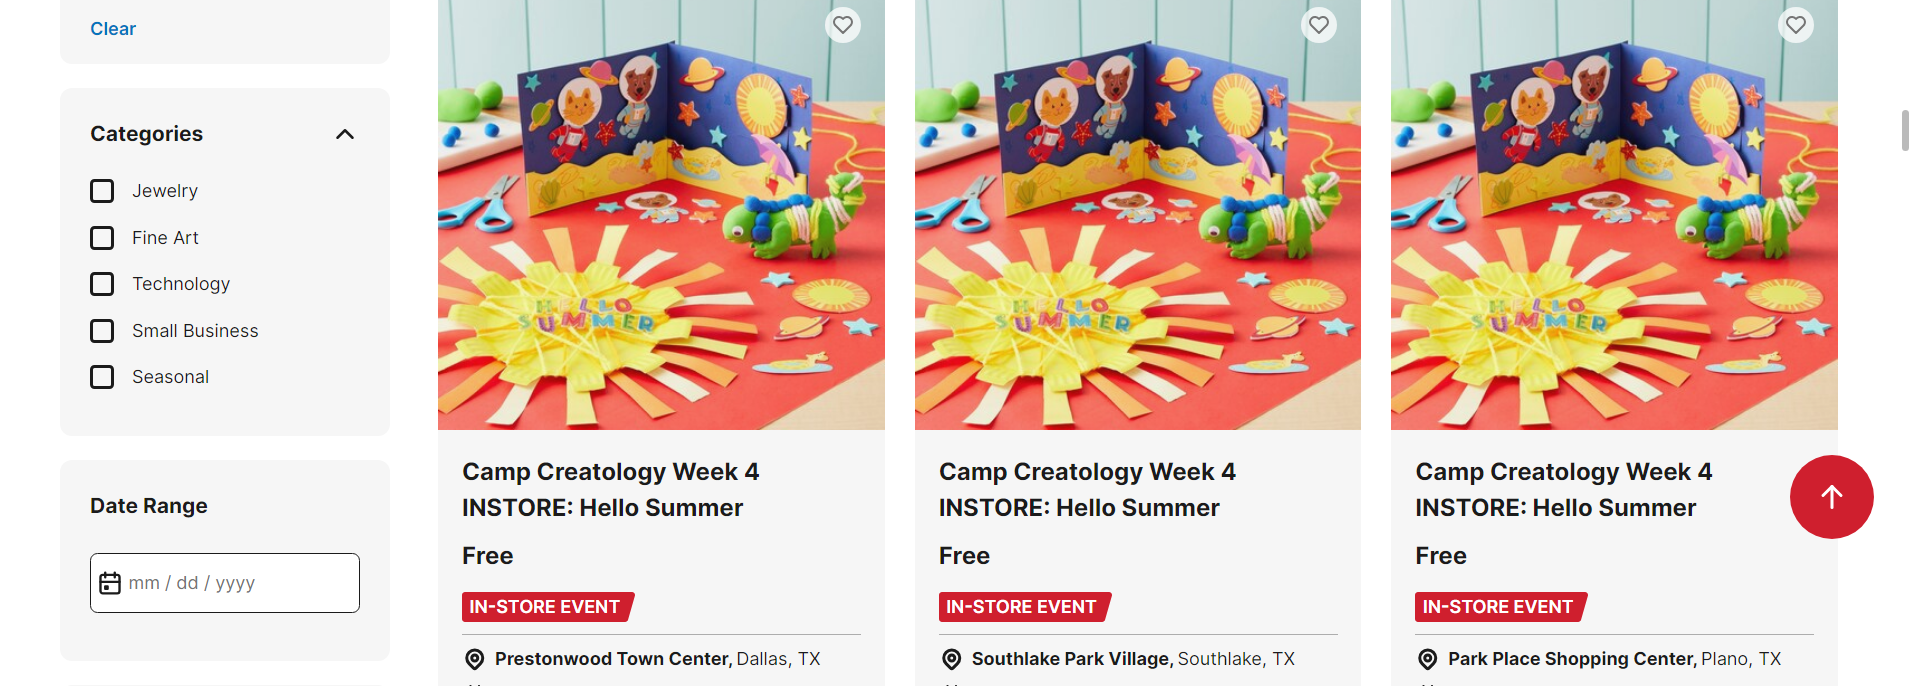 Clear
Categories
Jewelry
Fine Art
Technology
Small Business
Seasonal
Date Range
mm / dd / yyyy
HELLO
SUMMER
Camp Creatology Week 4
INSTORE: Hello Summer
Free
IN-STORE EVENT
Prestonwood Town Center, Dallas, TX
HELLO
SUMMER
Camp Creatology Week 4
INSTORE: Hello Summer
Free
IN-STORE EVENT
Southlake Park Village, Southlake, TX
HELLO
SUMMER
Camp Creatology Week 4
INSTORE: Hello Summer
Free
IN-STORE EVENT
Park Place Shopping Center, Plano, TX